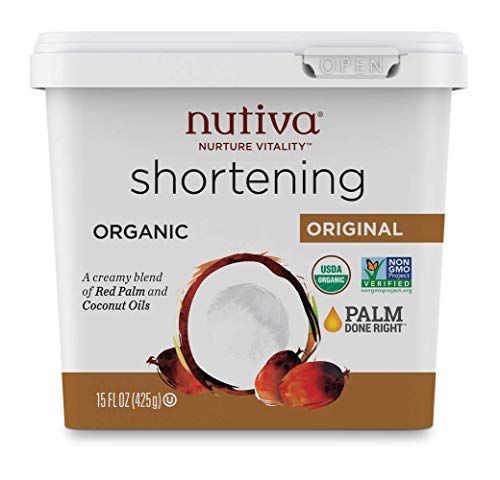 OPEN
nutiva®
NURTURE VITALITY™
shortening
ORGANIC
ORIGINAL
A creamy blend
of Red Palm and
Coconut Oils
USDA
ORGANIC
NON
GMO
Project
VERIFIED
nongmoproject.org
PALM
DONE RIGHT™
15 FL OZ (425g) U